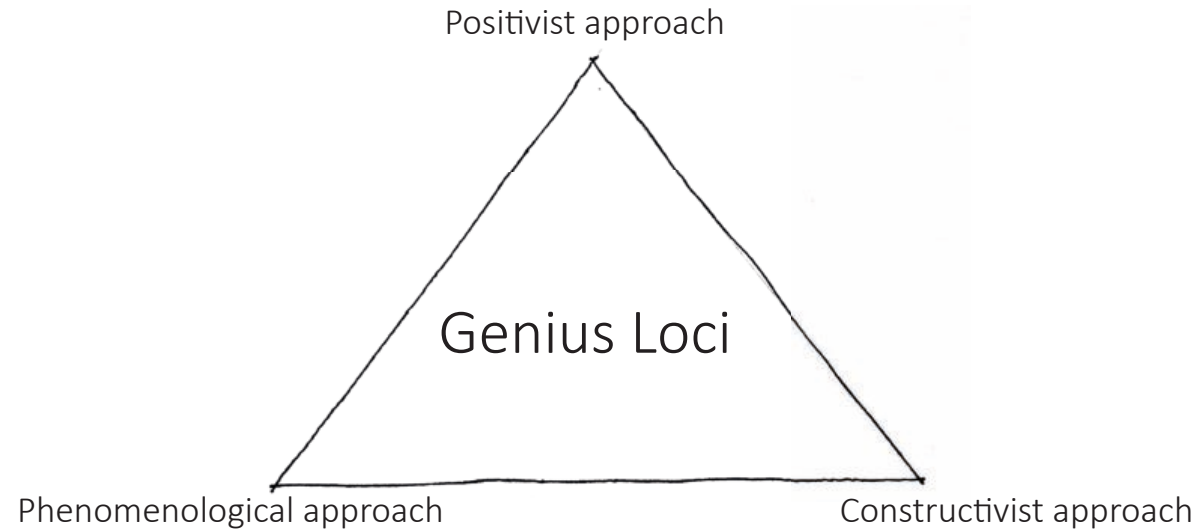 Positivist approach
Genius Loci
Phenomenological approach
Constructivist approach